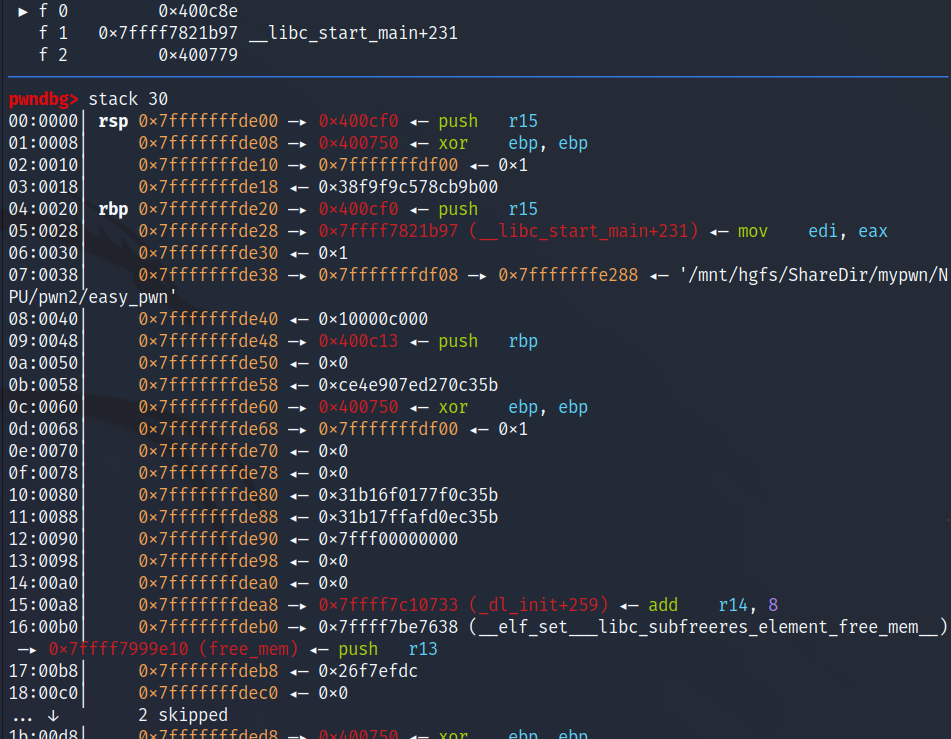 ► f 0         0x400c8e
f 1   0x7ffff7821b97 __libc_start_main+231
f 2         0x400779
pwndbg> stack 30
00:0000│ rsp 0x7fffffffde00 —▸ 0x400cf0 ◂— push   r15
01:0008│     0x7fffffffde08 —▸ 0x400750 ◂— xor    ebp, ebp
02:0010│     0x7fffffffde10 —▸ 0x7fffffffdf00 ◂— 0x1
03:0018│     0x7fffffffde18 ◂— 0x38f9f9c578cb9b00
04:0020│ rbp 0x7fffffffde20 —▸ 0x400cf0 ◂— push   r15
05:0028│     0x7fffffffde28 —▸ 0x7ffff7821b97 (__libc_start_main+231) ◂— mov    edi, eax
06:0030│     0x7fffffffde30 ◂— 0x1
07:0038│     0x7fffffffde38 —▸ 0x7fffffffdf08 —▸ 0x7fffffffe288 ◂— '/mnt/hgfs/ShareDir/mypwn/N
PU/pwn2/easy_pwn'
08:0040│     0x7fffffffde40 ◂— 0x10000c000
09:0048│     0x7fffffffde48 —▸ 0x400c13 ◂— push   rbp
0a:0050│     0x7fffffffde50 ◂— 0x0
0b:0058│     0x7fffffffde58 ◂— 0xce4e907ed270c35b
0c:0060│     0x7fffffffde60 —▸ 0x400750 ◂— xor    ebp, ebp
0d:0068│     0x7fffffffde68 —▸ 0x7fffffffdf00 ◂— 0x1
0e:0070│     0x7fffffffde70 ◂— 0x0
0f:0078│     0x7fffffffde78 ◂— 0x0
10:0080│     0x7fffffffde80 ◂— 0x31b16f0177f0c35b
11:0088│     0x7fffffffde88 ◂— 0x31b17ffafd0ec35b
12:0090│     0x7fffffffde90 ◂— 0x7fff00000000
13:0098│     0x7fffffffde98 ◂— 0x0
14:00a0│     0x7fffffffdea0 ◂— 0x0
15:00a8│     0x7fffffffdea8 —▸ 0x7ffff7c10733 (_dl_init+259) ◂— add    r14, 8
16:00b0│     0x7fffffffdeb0 —▸ 0x7ffff7be7638 (__elf_set___libc_subfreeres_element_free_mem__)
—▸ 0x7ffff7999e10 (free_mem) ◂— push   r13
17:00b8│     0x7fffffffdeb8 ◂— 0x26f7efdc
18:00c0│     0x7fffffffdec0 ◂— 0x0
... ↓        2 skipped
1b:00d8│     0x7fffffffded8 —▸ 0x400750 ◂— xor    ebp, ebp